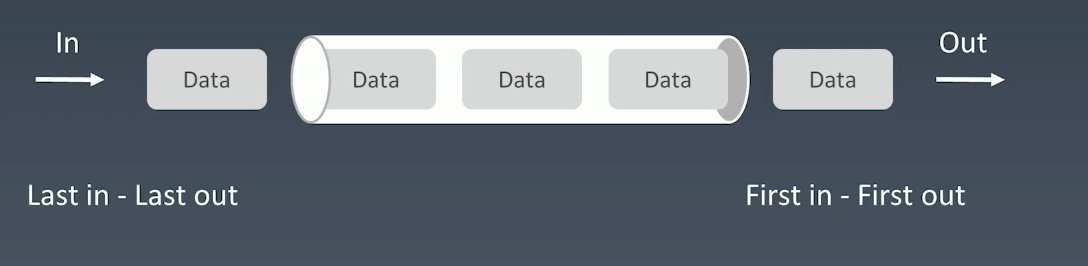 In
Out
Data
Data
Data
Data
Data
Last in - Last out
First in - First out